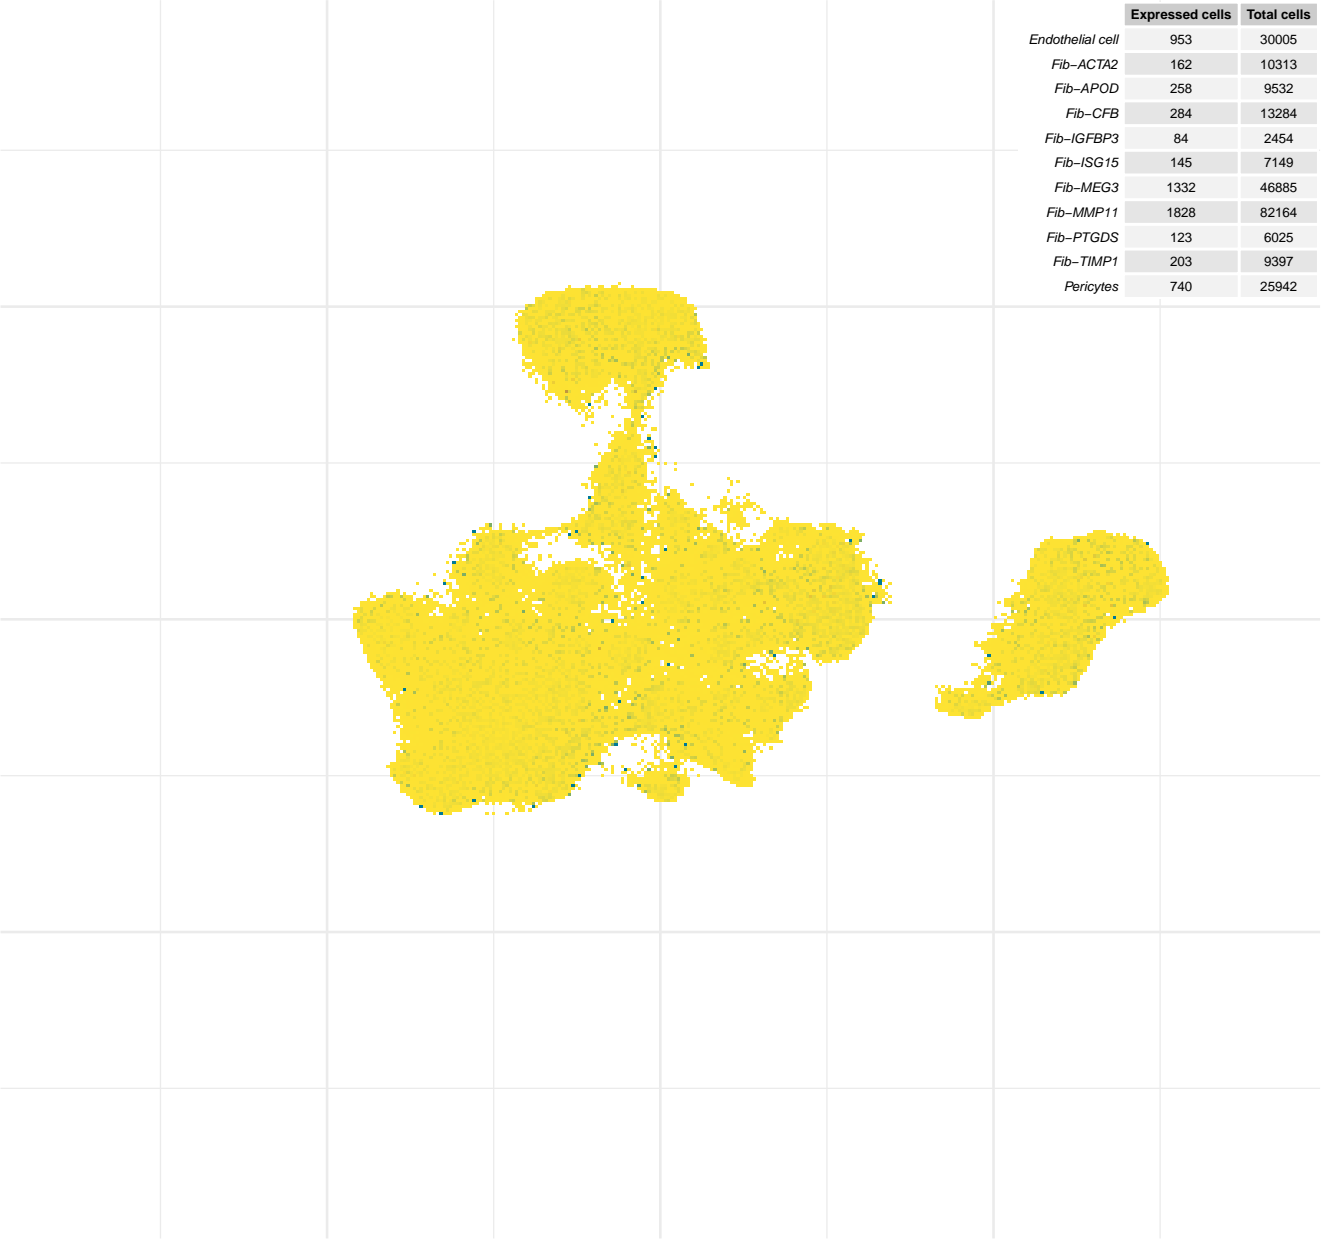 Expressed cells Total cells
Endothelial cell 953 30005
Fib−ACTA2 162 10313
Fib−APOD 258 9532
Fib−CFB 284 13284
Fib−IGFBP3 84 2454
Fib−ISG15 145 7149
Fib−MEG3 1332 46885
Fib−MMP11 1828 82164
Fib−PTGDS 123 6025
Fib−TIMP1 203 9397
Pericytes 740 25942